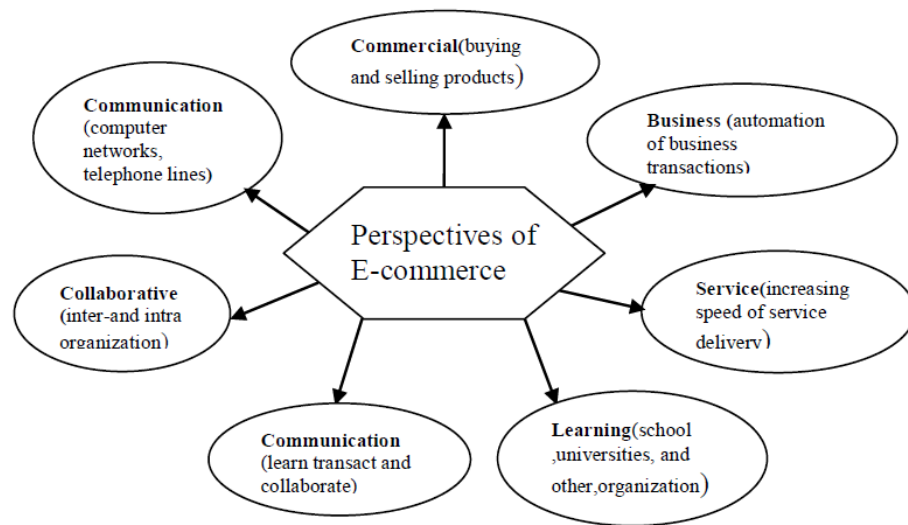 Commercial(buying
and selling products)
Communication
(computer
networks,
telephone lines)
Business (automation
of business
transactions)
Perspectives of
E-commerce
Collaborative
(inter-and intra
organization)
Service(increasing
speed of service
delivery)
Communication
(learn transact and
collaborate)
Learning(school
,universities, and
other,organization)